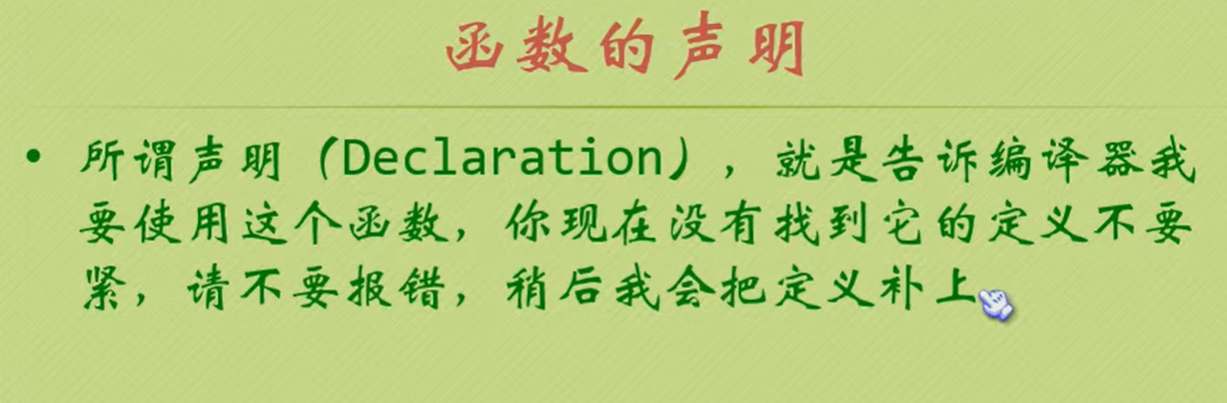 函数的声明
• 所谓声明（Declaration），就是告诉编译器我
要使用这个函数，你现在没有找到它的定义不要
紧，请不要报错，稍后我会把定义补上